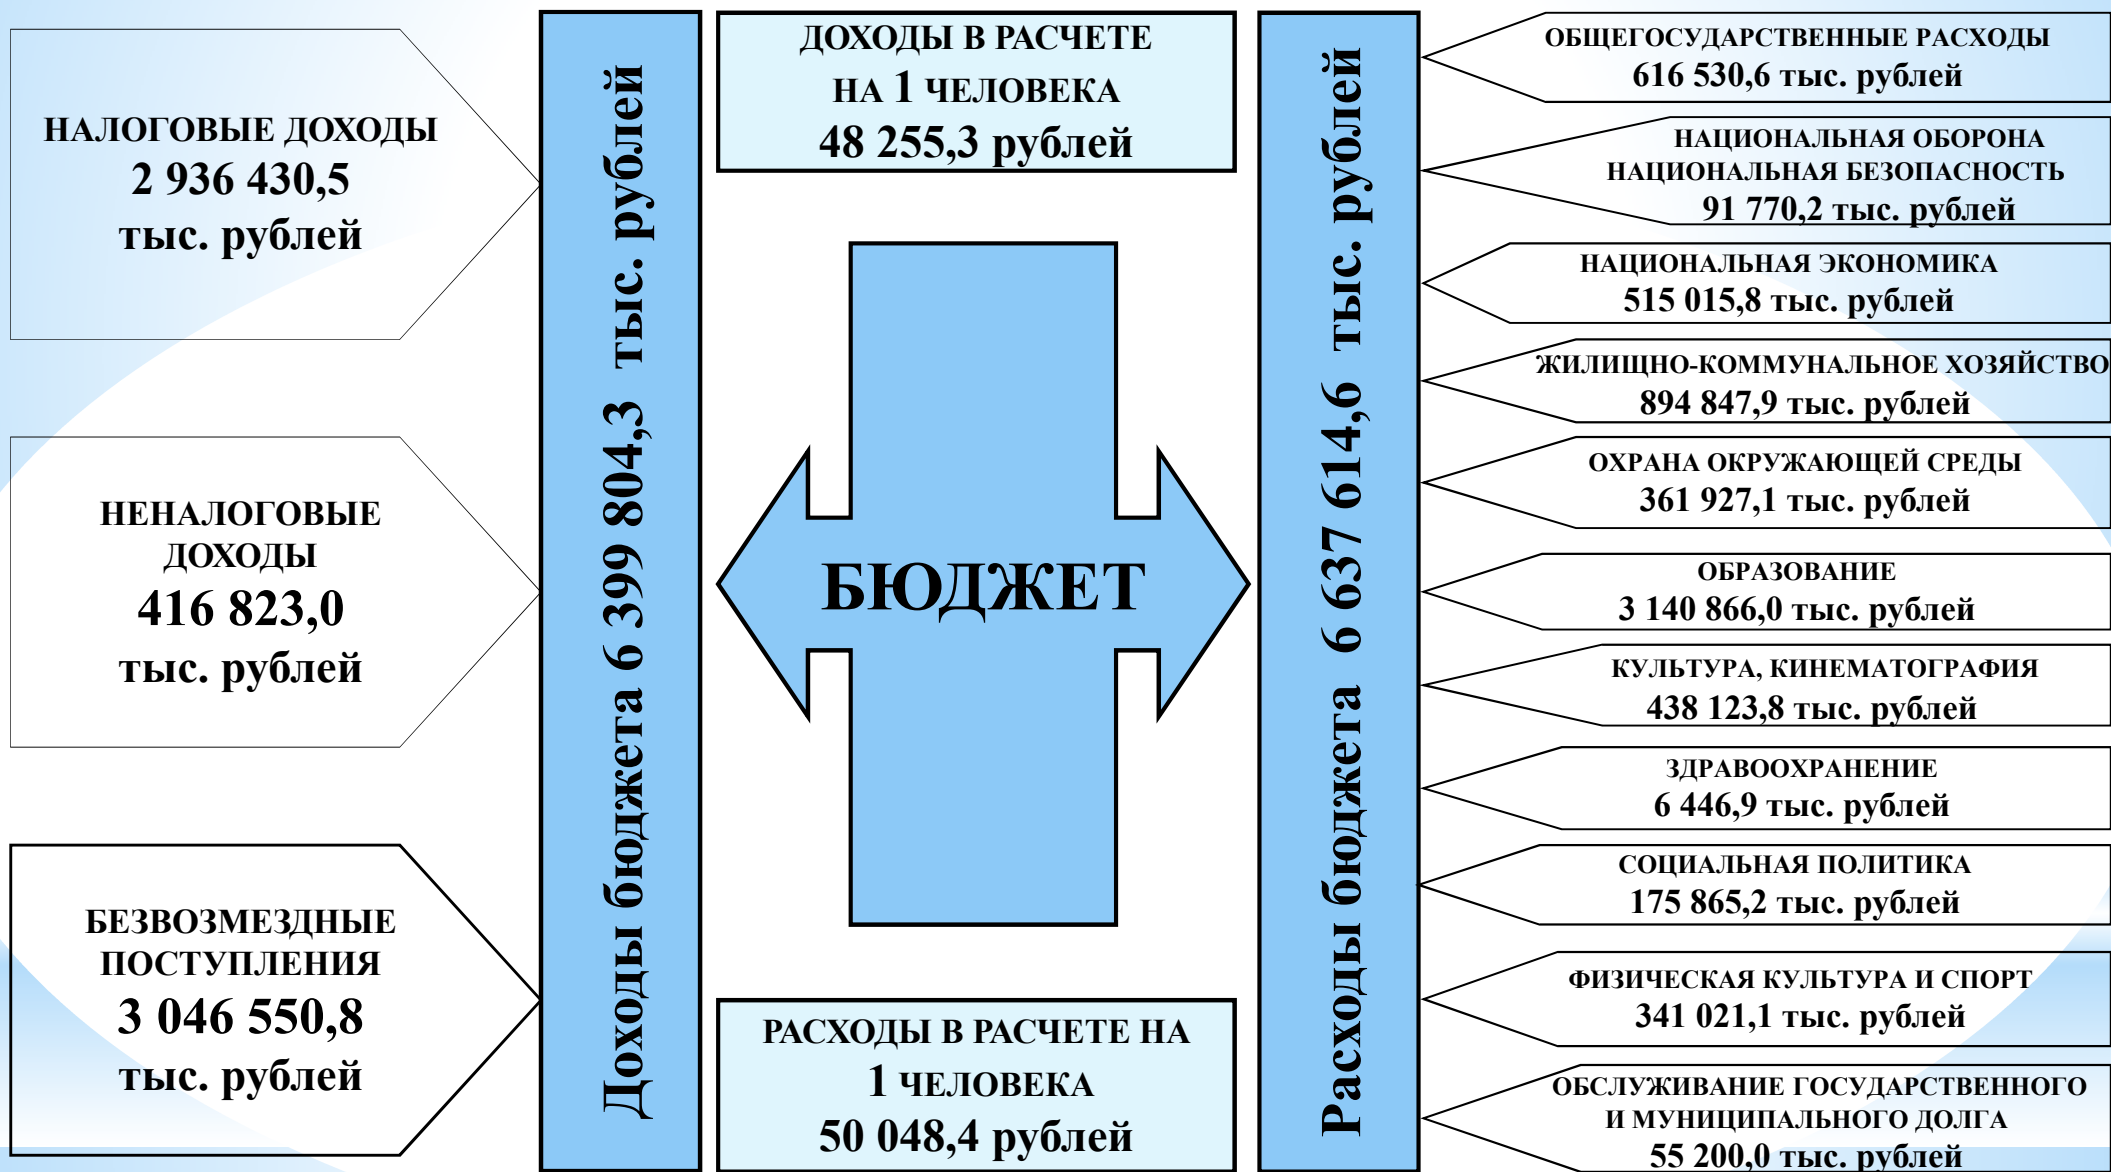 НАЛОГОВЫЕ ДОХОДЫ
2 936 430,5
тыс. рублей
НЕНАЛОГОВЫЕ
ДОХОДЫ
416 823,0
тыс. рублей
БЕЗВОЗМЕЗДНЫЕ
ПОСТУПЛЕНИЯ
3 046 550,8
тыс. рублей
Доходы бюджета 6 399 804,3 тыс. рублей
ДОХОДЫ В РАСЧЕТЕ
НА 1 ЧЕЛОВЕКА
48 255,3 рублей
БЮДЖЕТ
РАСХОДЫ В РАСЧЕТЕ НА
1 ЧЕЛОВЕКА
50 048,4 рублей
Расходы бюджета 6 637 614,6 тыс. рублей
ОБЩЕГОСУДАРСТВЕННЫЕ РАСХОДЫ
616 530,6 тыс. рублей
НАЦИОНАЛЬНАЯ ОБОРОНА
НАЦИОНАЛЬНАЯ БЕЗОПАСНОСТЬ
91 770,2 тыс. рублей
НАЦИОНАЛЬНАЯ ЭКОНОМИКА
515 015,8 тыс. рублей
ЖИЛИЩНО-КОММУНАЛЬНОЕ ХОЗЯЙСТВО
894 847,9 тыс. рублей
ОХРАНА ОКРУЖАЮЩЕЙ СРЕДЫ
361 927,1 тыс. рублей
ОБРАЗОВАНИЕ
3 140 866,0 тыс. рублей
КУЛЬТУРА, КИНЕМАТОГРАФИЯ
438 123,8 тыс. рублей
ЗДРАВООХРАНЕНИЕ
6 446,9 тыс. рублей
СОЦИАЛЬНАЯ ПОЛИТИКА
175 865,2 тыс. рублей
ФИЗИЧЕСКАЯ КУЛЬТУРА И СПОРТ
341 021,1 тыс. рублей
ОБСЛУЖИВАНИЕ ГОСУДАРСТВЕННОГО
И МУНИЦИПАЛЬНОГО ДОЛГА
55 200,0 тыс. рублей